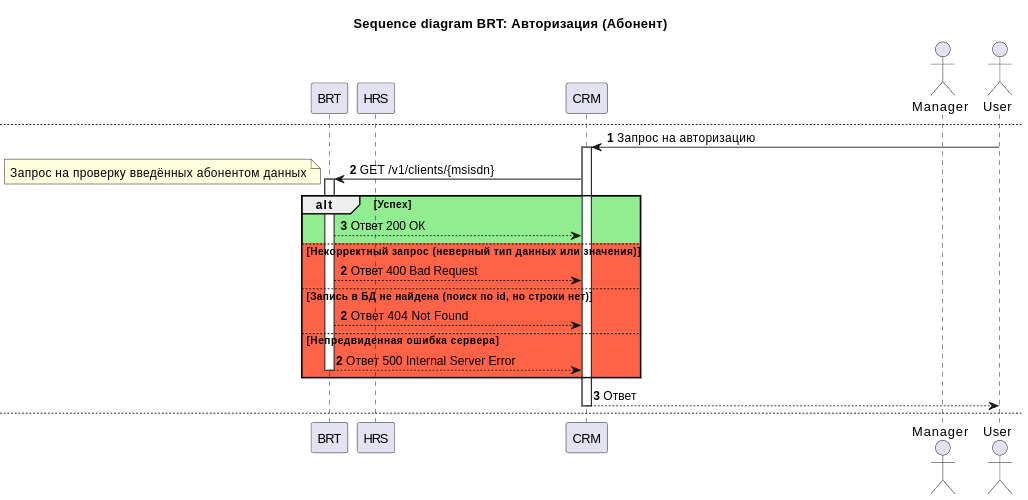 Sequence diagram BRT: Авторизация (Абонент)
Manager User
BRT HRS CRM
1 Запрос на авторизацию
2 GET /v1/clients/{msisdn}
Запрос на проверку введённых абонентом данных
alt [Успех]
3 Ответ 200 ОК
[Некорректный запрос (неверный тип данных или значения)]
2 Ответ 400 Bad Request
[Запись в БД не найдена (поиск по id, но строки нет)]
2 Ответ 404 Not Found
[Непредвиденная ошибка сервера]
2 Ответ 500 Internal Server Error
3 Ответ
BRT HRS CRM Manager User